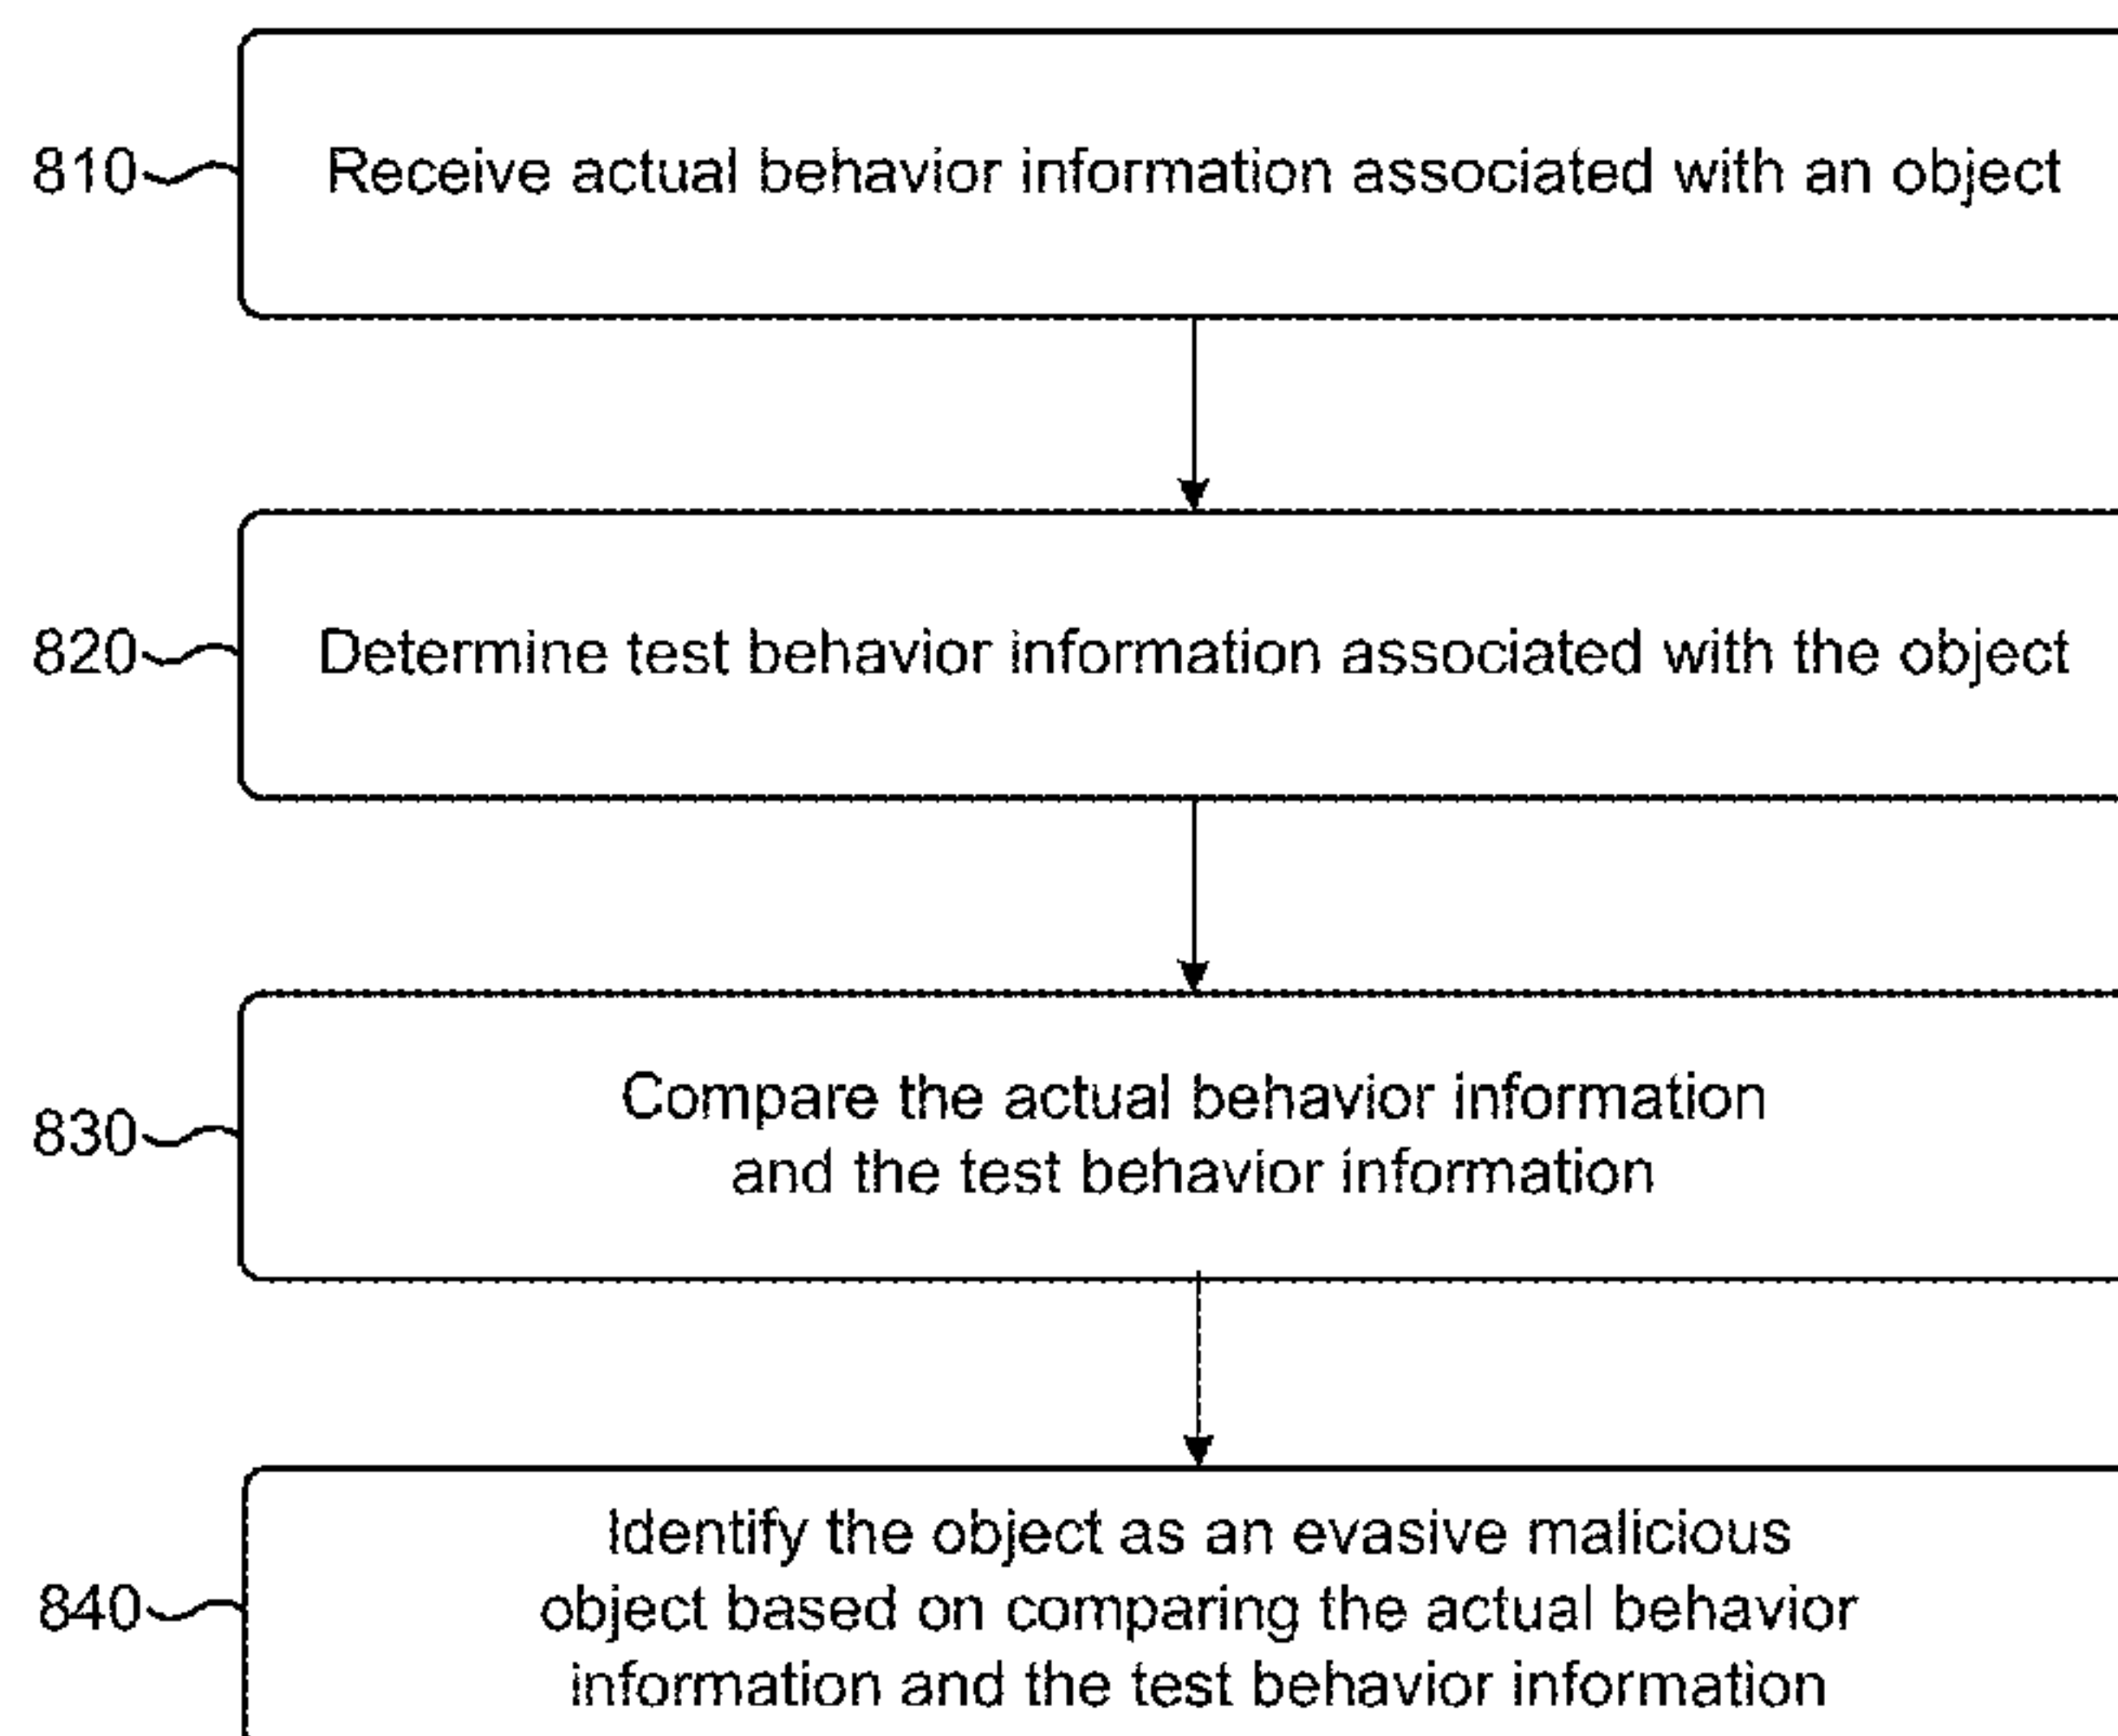 810 Receive actual behavior information associated with an object
820 Determine test behavior information associated with the object
830 Compare the actual behavior information
and the test behavior information
840 Identify the object as an evasive malicious
object based on comparing the actual behavior
information and the test behavior information